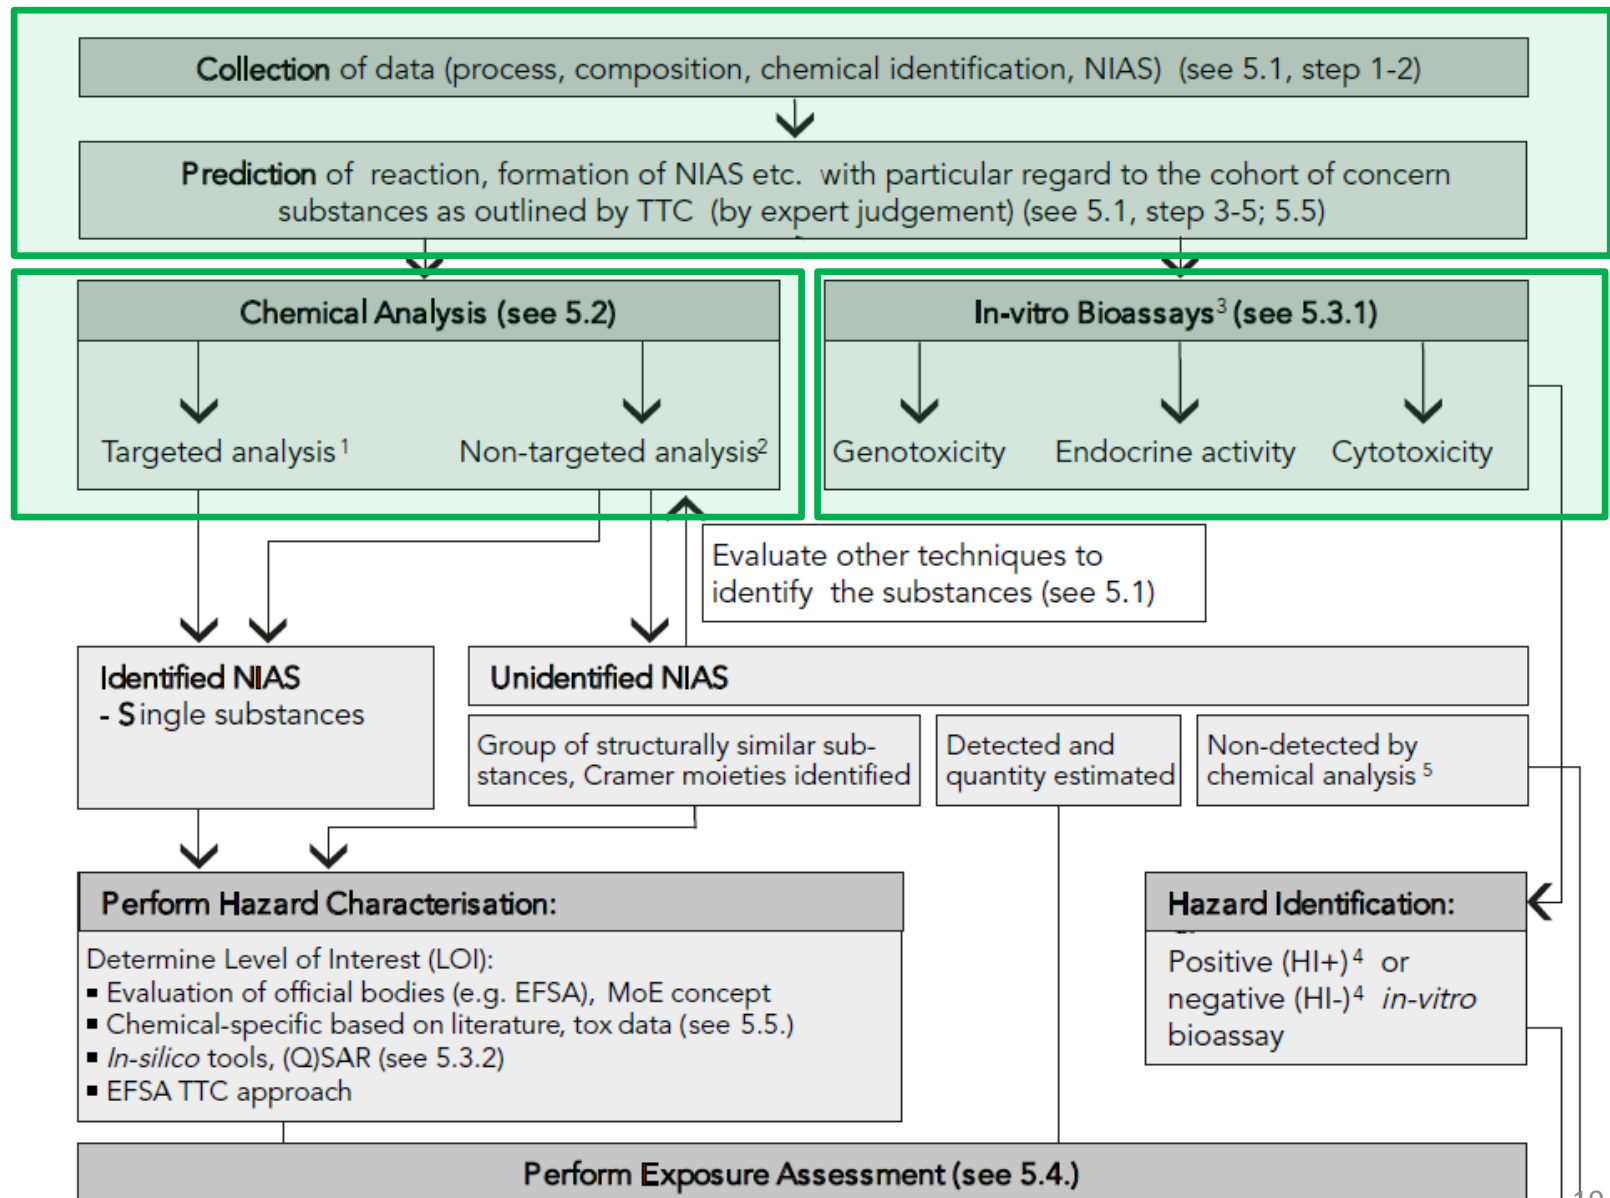 Collection of data (process, composition, chemical identification, NIAS) (see 5.1, step 1-2)
Prediction of reaction, formation of NIAS etc. with particular regard to the cohort of concern
substances as outlined by TTC (by expert judgement) (see 5.1, step 3-5; 5.5)
Chemical Analysis (see 5.2)
In-vitro Bioassays³ (see 5.3.1)
Targeted analysis¹
Non-targeted analysis²
Genotoxicity
Endocrine activity
Cytotoxicity
Evaluate other techniques to
identify the substances (see 5.1)
Identified NIAS
- Single substances
Unidentified NIAS
Group of structurally similar sub-
stances, Cramer moieties identified
Detected and
quantity estimated
Non-detected by
chemical analysis ⁵
Perform Hazard Characterisation:
Determine Level of Interest (LOI):
▪ Evaluation of official bodies (e.g. EFSA), MoE concept
▪ Chemical-specific based on literature, tox data (see 5.5.)
▪ In-silico tools, (Q)SAR (see 5.3.2)
▪ EFSA TTC approach
Hazard Identification:
Positive (HI+)⁴ or
negative (HI-)⁴ in-vitro
bioassay
Perform Exposure Assessment (see 5.4.)